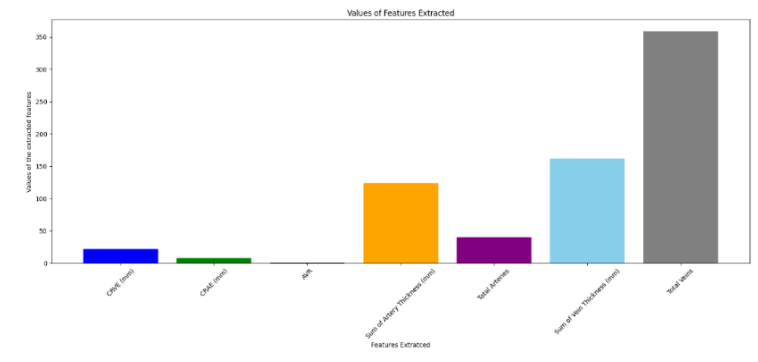 Values of Features Extracted
Values of the extracted features
350
300
250
200
150
100
50
0
CRVE (mm)
CRAE (mm)
AVR
Sum of Artery Thickness (mm)
Total Arteries
Sum of Vein Thickness (mm)
Total Veins
Features Extratced